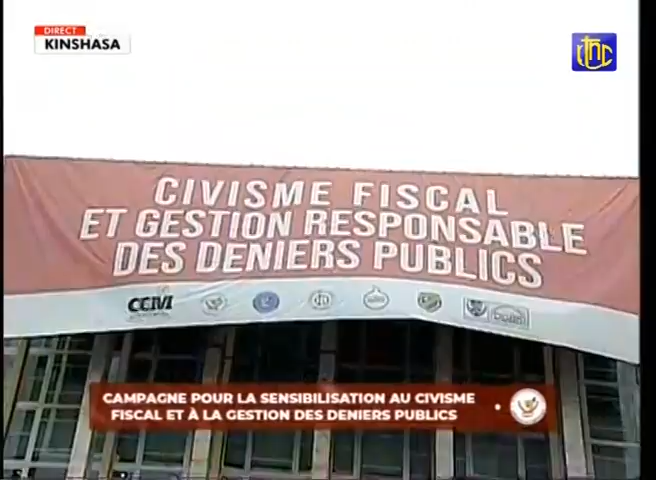 DIRECT
KINSHASA
CIVISME FISCAL
ET GESTION RESPONSABLE
DES DENIERS PUBLICS
CCIM
CAMPAGNE POUR LA SENSIBILISATION AU CIVISME
FISCAL ET À LA GESTION DES DENIERS PUBLICS